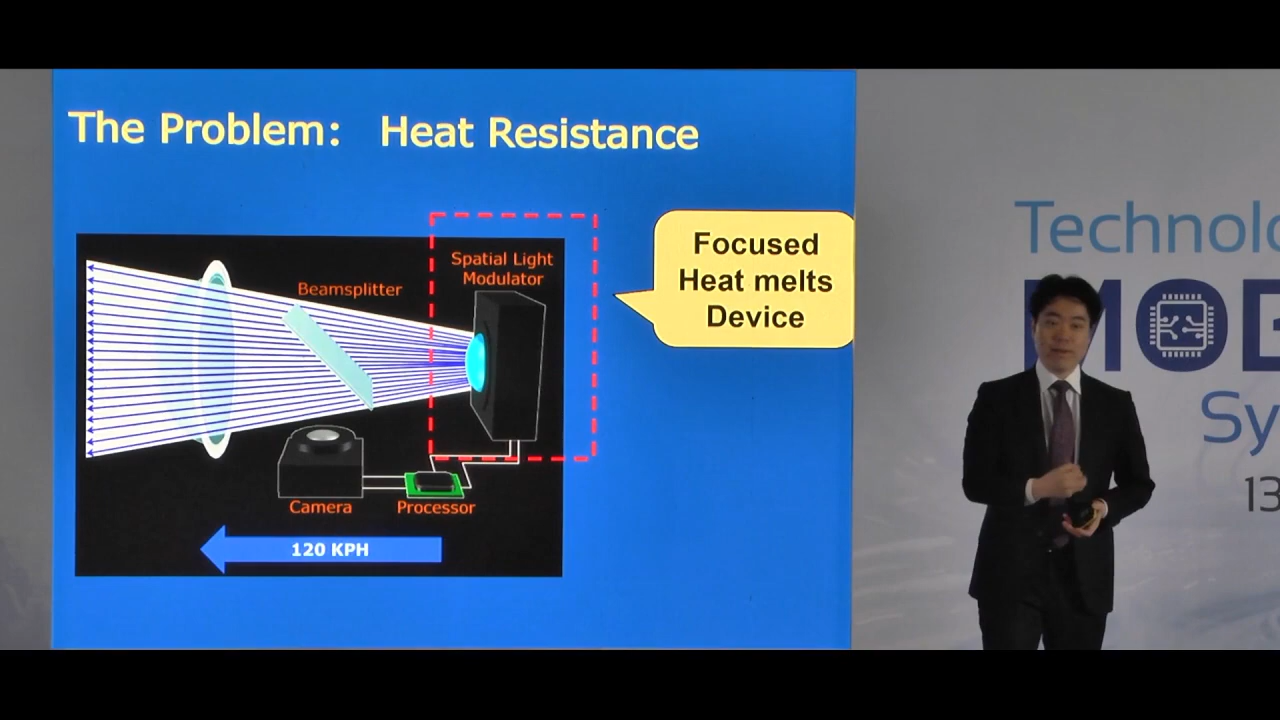 The Problem: Heat Resistance
Spatial Light
Modulator
Beamsplitter
Focused
Heat melts
Device
Camera
Processor
120 KPH
Technolo
MOB
Sy
13